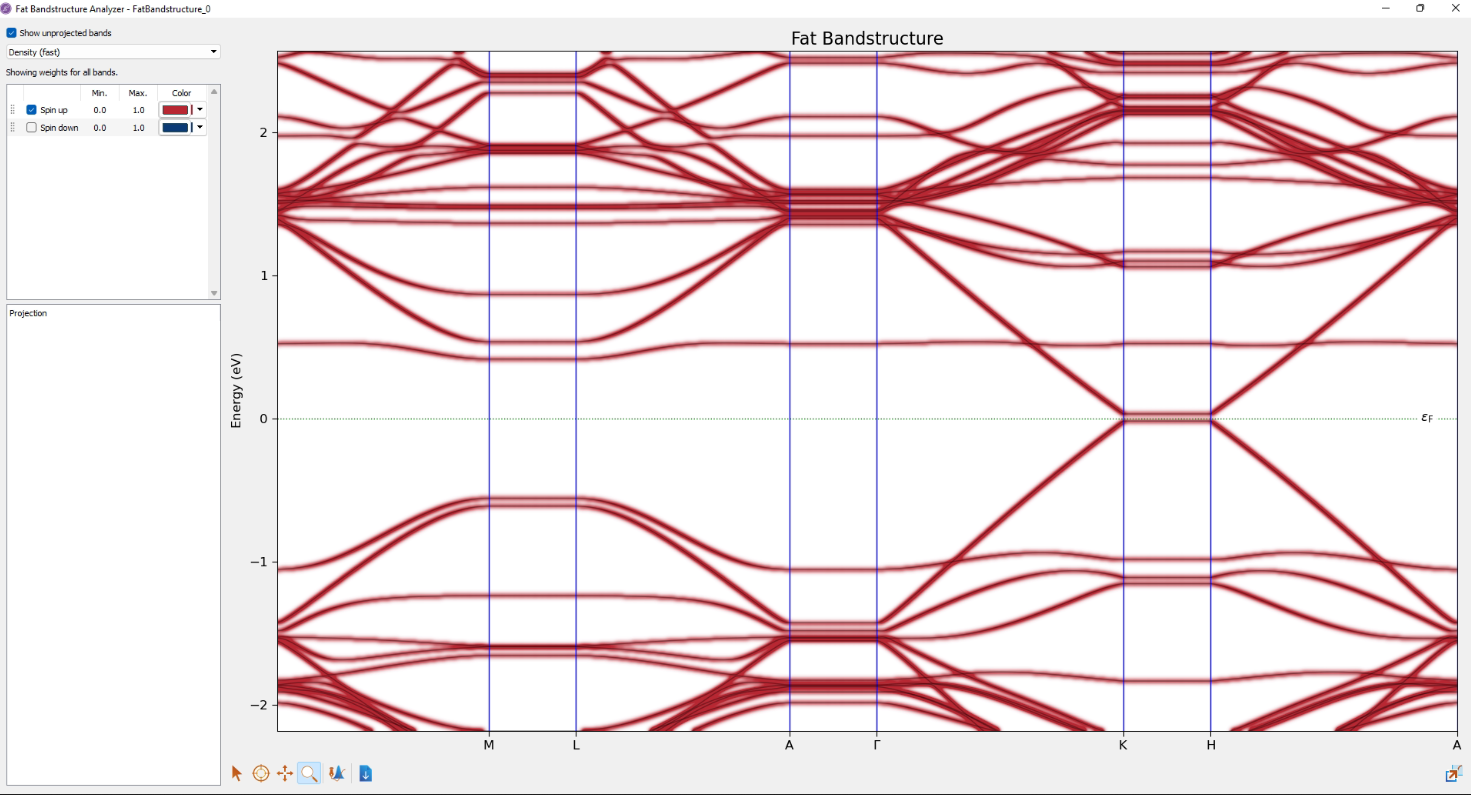 Fat Bandstructure Analyzer - FatBandstructure_0
Show unprojected bands
Density (fast)
Showing weights for all bands.
Min. Max. Color
Spin up 0.0 1.0
Spin down 0.0 1.0
Projection
Fat Bandstructure
Energy (eV)
2
1
0
−1
−2
εF
M L A Γ K H A